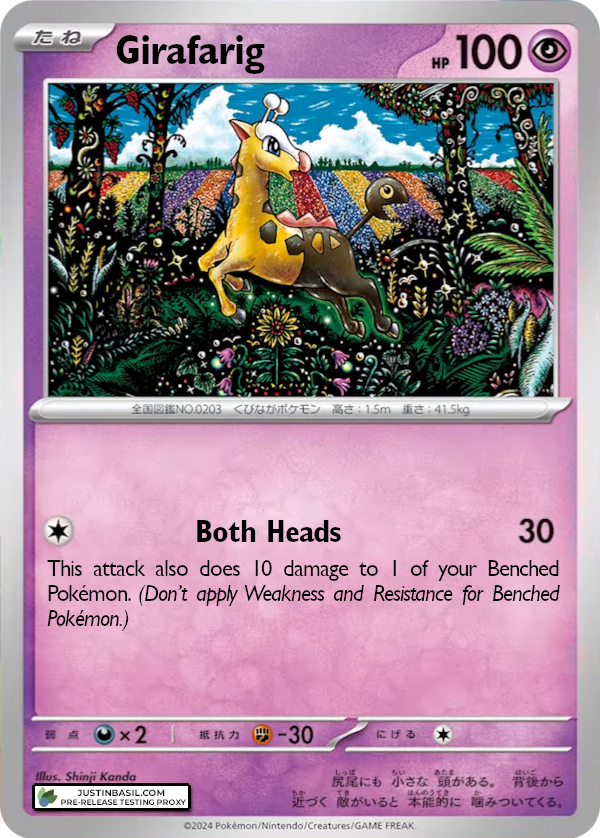 たね
Girafarig
HP 100
全国図鑑NO.0203 くびながポケモン 高さ:1.5m 重さ:41.5kg
Both Heads 30
This attack also does 10 damage to 1 of your Benched
Pokémon. (Don't apply Weakness and Resistance for Benched
Pokémon.)
弱点 ×2 抵抗力 -30 にげる
Illus. Shinji Kanda
JUSTINBASIL.COM
PRE-RELEASE TESTING PROXY
尻尾にも 小さな 頭がある。 背後から
近づく 敵がいると 本能的に 噛みついてくる。
©2024 Pokémon/Nintendo/Creatures/GAME FREAK.